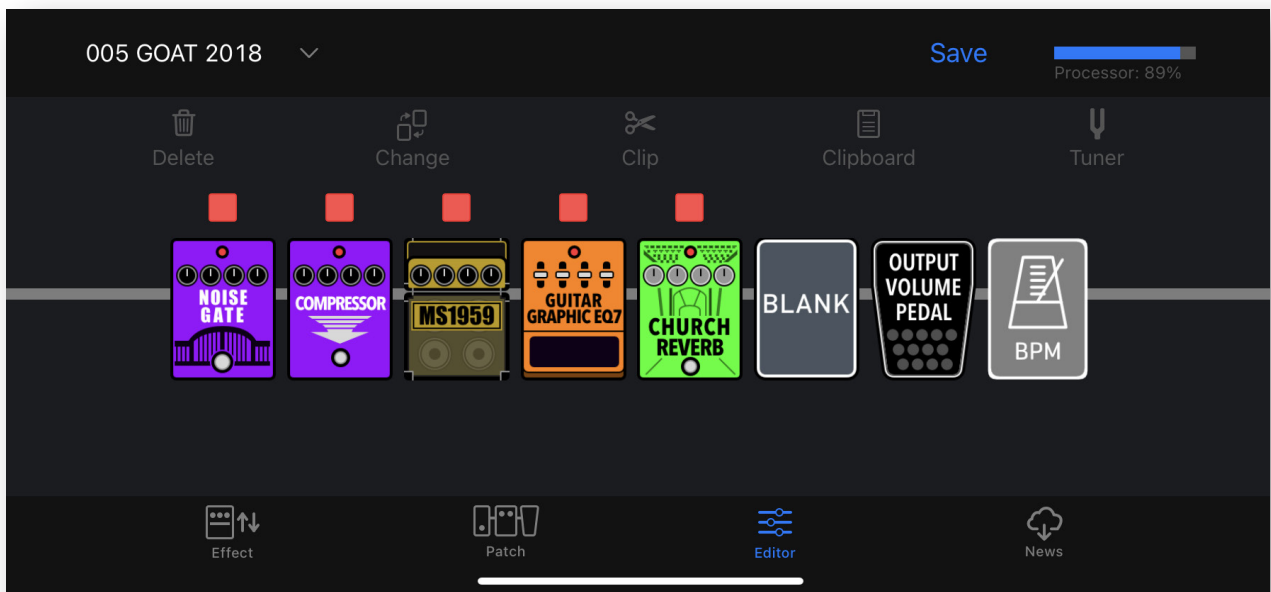 005 GOAT 2018
Save
Processor: 89%
Delete
Change
Clip
Clipboard
Tuner
NOISE
GATE
COMPRESSOR
MS1959
GUITAR
GRAPHIC EQ7
CHURCH
REVERB
BLANK
OUTPUT
VOLUME
PEDAL
BPM
Effect
Patch
Editor
News